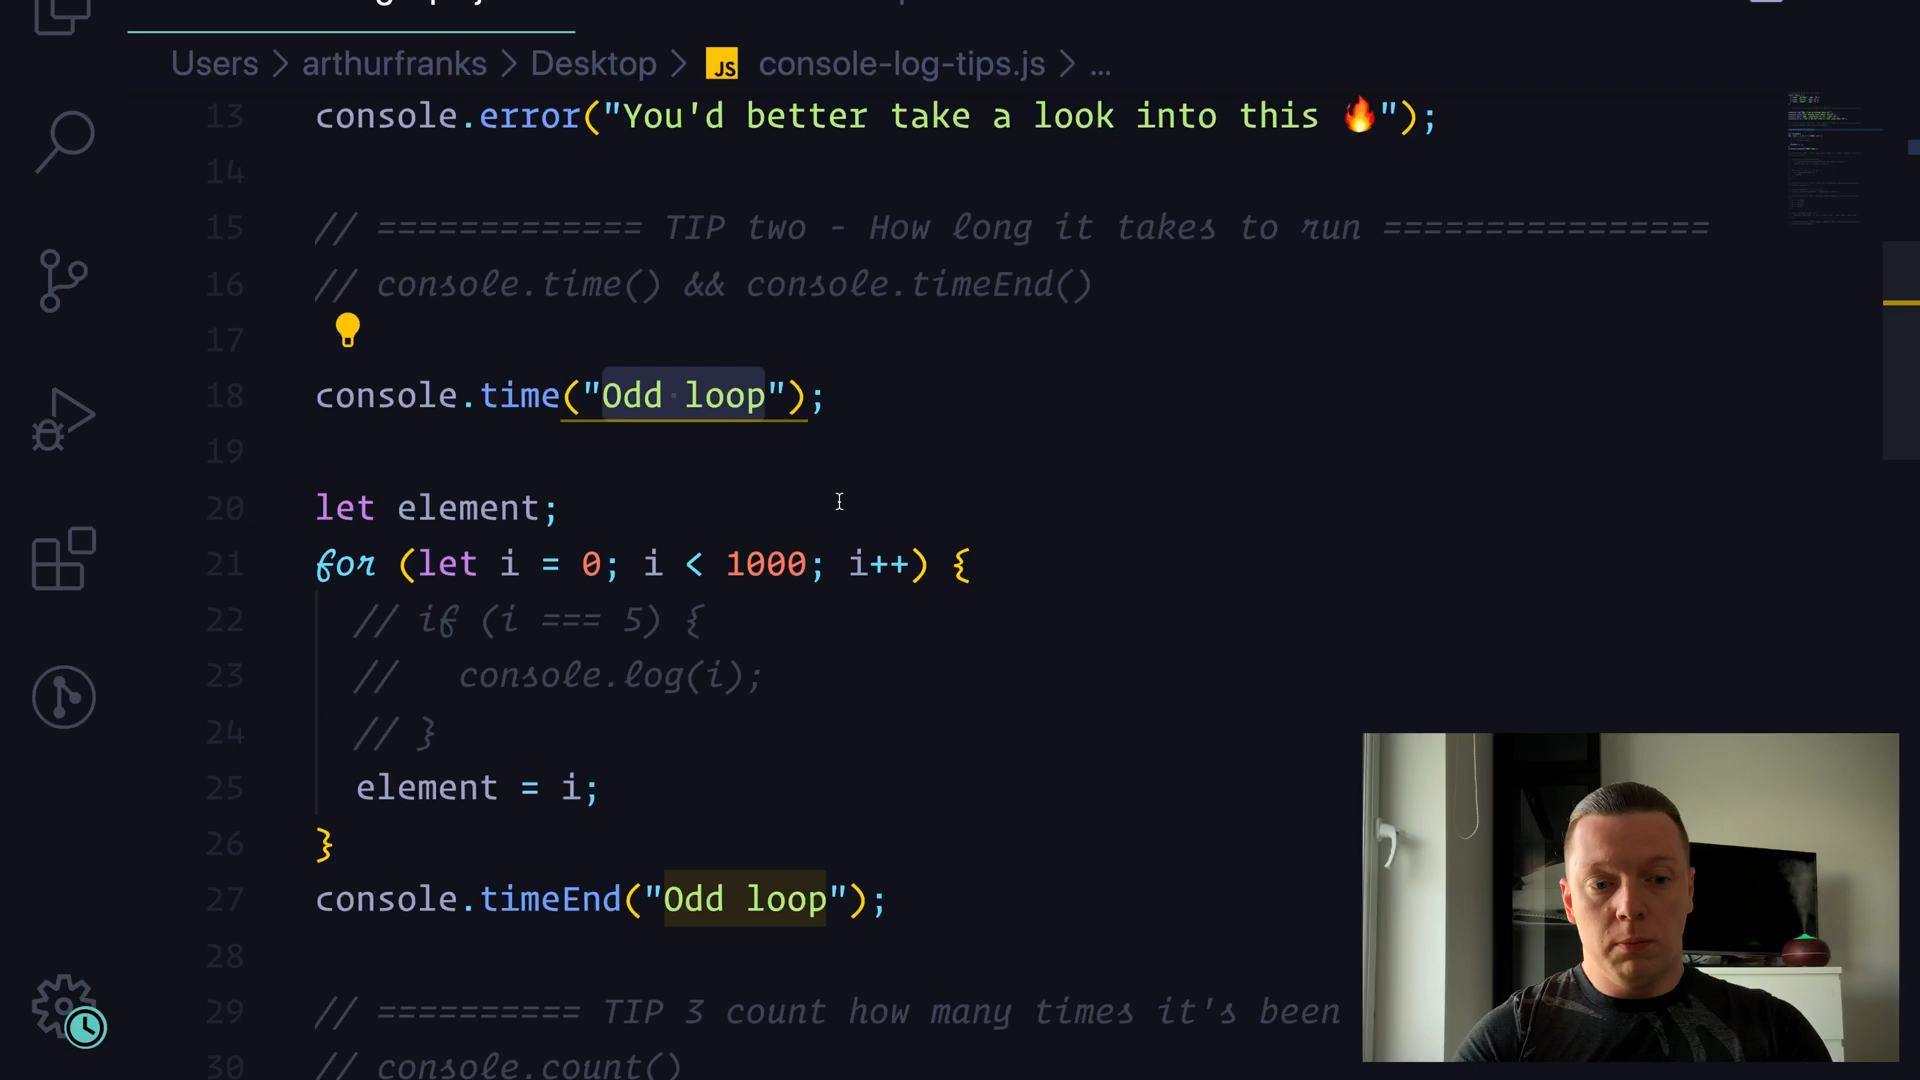 Users > arthurfranks > Desktop > JS console-log-tips.js > ...
13 console.error("You'd better take a look into this 🔥");
14
15 // ============= TIP two - How long it takes to run ================
16 // console.time() && console.timeEnd()
17
18 console.time("Odd loop");
19
20 let element;
21 for (let i = 0; i < 1000; i++) {
22 // if (i === 5) {
23 //   console.log(i);
24 // }
25 element = i;
26 }
27 console.timeEnd("Odd loop");
28
29 // ========== TIP 3 count how many times it's been
30 // console.count()